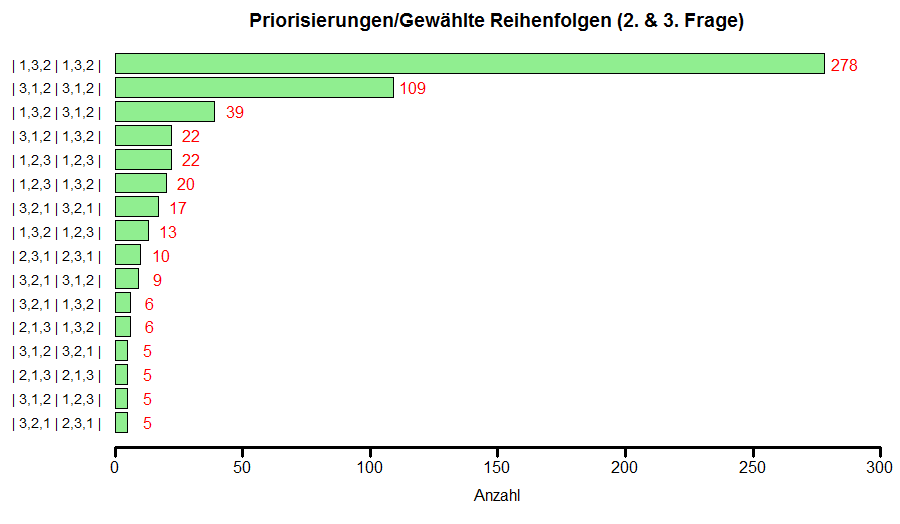 Priorisierungen/Gewählte Reihenfolgen (2. & 3. Frage)
| 1,3,2 | 1,3,2 | 278
| 3,1,2 | 3,1,2 | 109
| 1,3,2 | 3,1,2 | 39
| 3,1,2 | 1,3,2 | 22
| 1,2,3 | 1,2,3 | 22
| 1,2,3 | 1,3,2 | 20
| 3,2,1 | 3,2,1 | 17
| 1,3,2 | 1,2,3 | 13
| 2,3,1 | 2,3,1 | 10
| 3,2,1 | 3,1,2 | 9
| 3,2,1 | 1,3,2 | 6
| 2,1,3 | 1,3,2 | 6
| 3,1,2 | 3,2,1 | 5
| 2,1,3 | 2,1,3 | 5
| 3,1,2 | 1,2,3 | 5
| 3,2,1 | 2,3,1 | 5
0 50 100 150 200 250 300
Anzahl